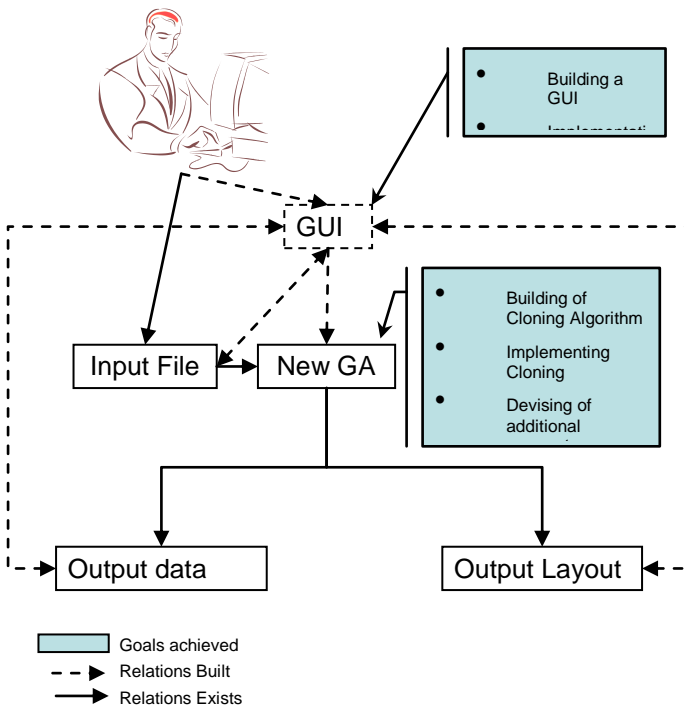 Building a
GUI
GUI
Building of
Cloning Algorithm
Implementing
Cloning
Devising of
additional
Input File
New GA
Output data
Output Layout
Goals achieved
Relations Built
Relations Exists